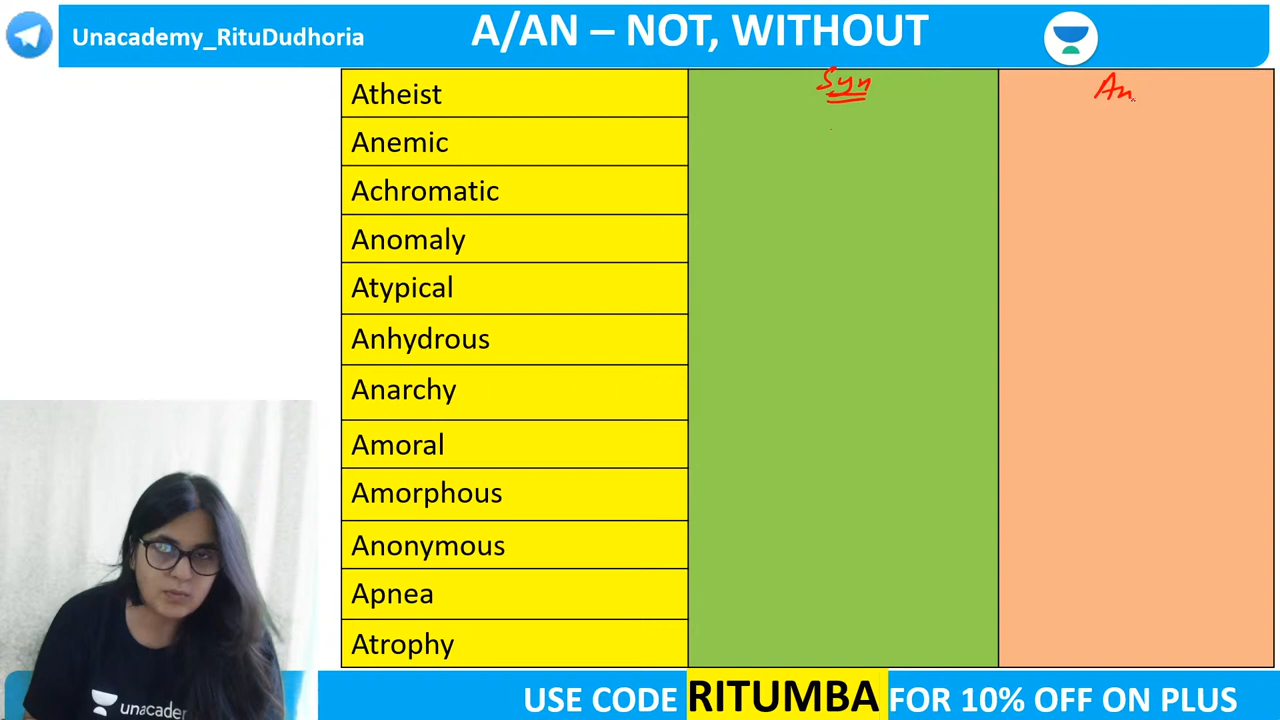 Unacademy_RituDudhoria
A/AN – NOT, WITHOUT
Syn
An
Atheist
Anemic
Achromatic
Anomaly
Atypical
Anhydrous
Anarchy
Amoral
Amorphous
Anonymous
Apnea
Atrophy
unacadem
USE CODE RITUMBA FOR 10% OFF ON PLUS